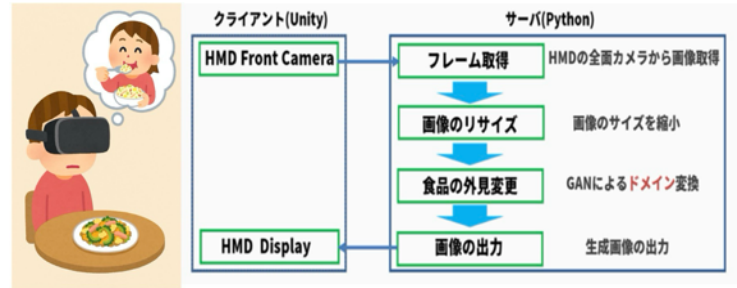 クライアント(Unity)
サーバ(Python)
HMD Front Camera
フレーム取得
HMDの全面カメラから画像取得
画像のリサイズ
画像のサイズを縮小
食品の外見変更
GANによるドメイン変換
HMD Display
画像の出力
生成画像の出力